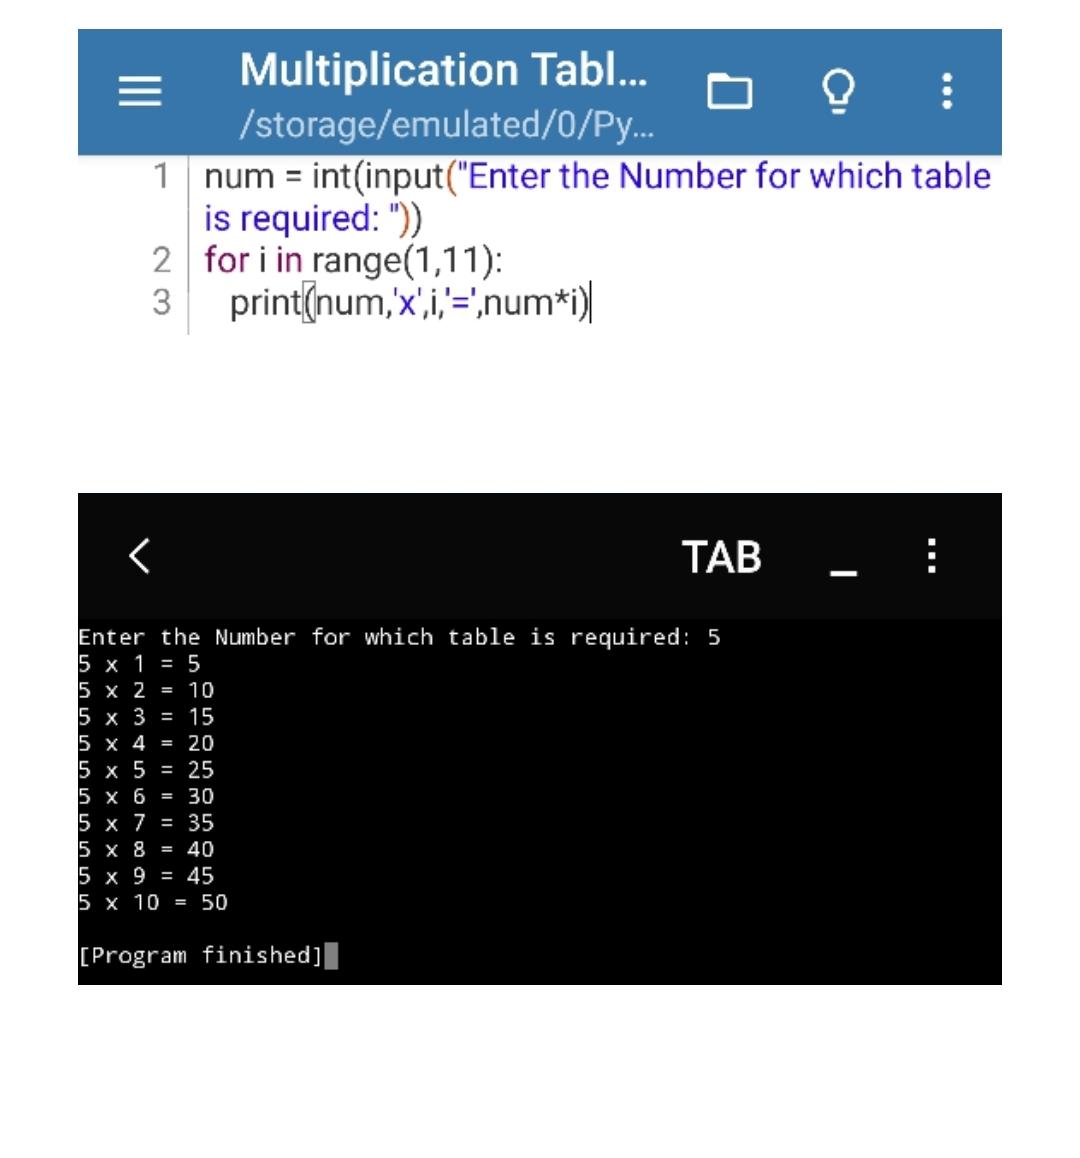 Multiplication Tabl...
/storage/emulated/0/Py...
1 num = int(input("Enter the Number for which table
is required: "))
2 for i in range(1,11):
3 print(num,'x',i,'=',num*i)
TAB
Enter the Number for which table is required: 5
5 x 1 = 5
5 x 2 = 10
5 x 3 = 15
5 x 4 = 20
5 x 5 = 25
5 x 6 = 30
5 x 7 = 35
5 x 8 = 40
5 x 9 = 45
5 x 10 = 50
[Program finished]